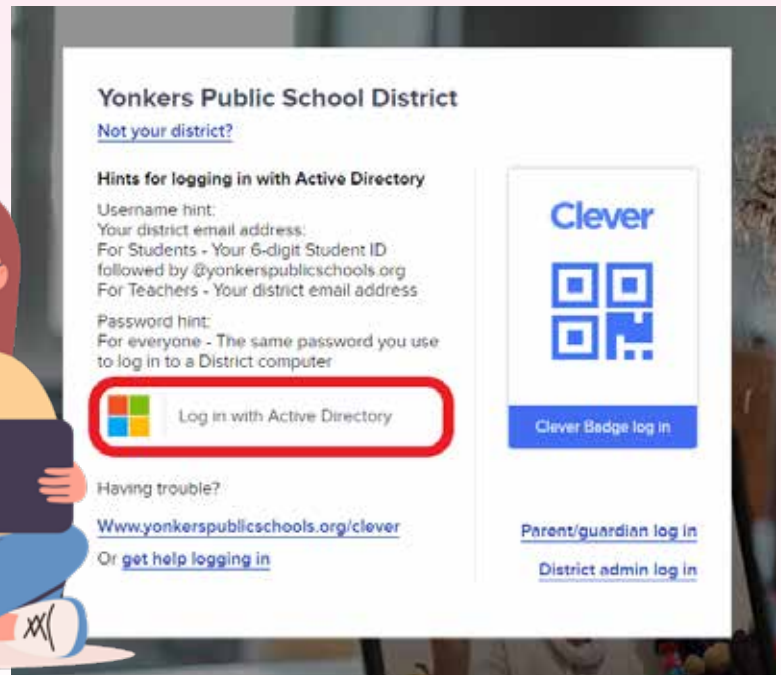 Yonkers Public School District
Not your district?
Hints for logging in with Active Directory
Username hint:
Your district email address:
For Students - Your 6-digit Student ID
followed by @yonkerspublicschools.org
For Teachers - Your district email address
Password hint:
For everyone - The same password you use
to log in to a District computer
Log in with Active Directory
Having trouble?
Www.yonkerspublicschools.org/clever
Or get help logging in
Clever
Clever Badge log in
Parent/guardian log in
District admin log in